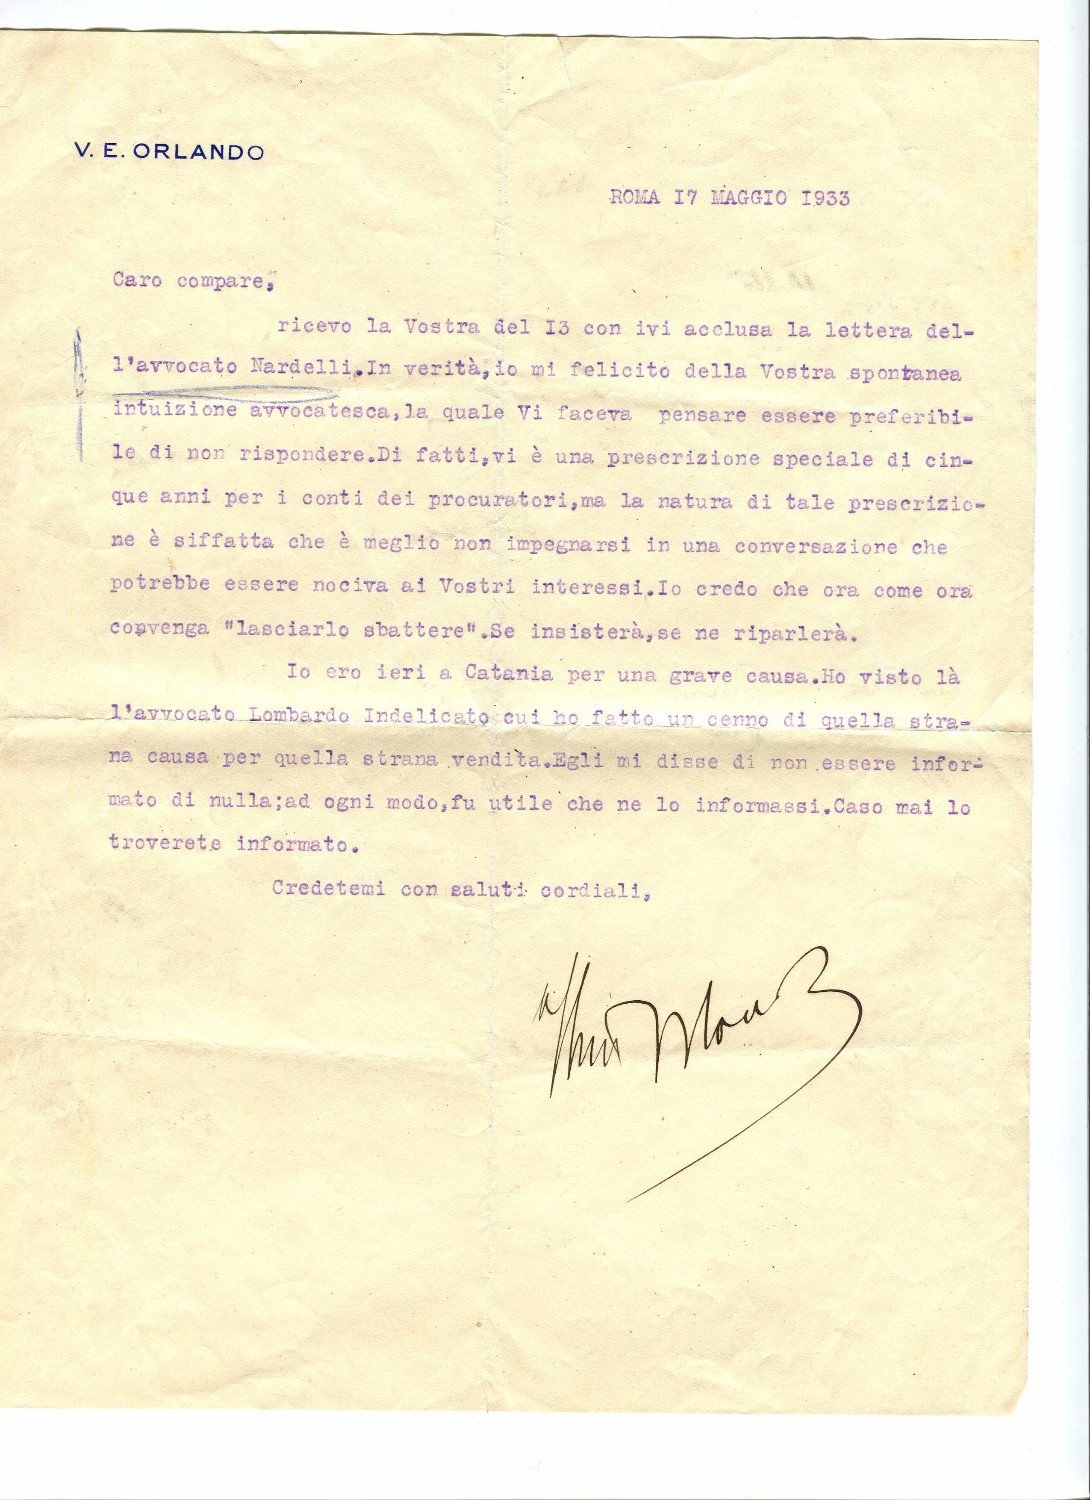 V. E. ORLANDO
ROMA I7 MAGGIO I933
Caro compare,
ricevo la Vostra del I3 con ivi acclusa la lettera del-
l'avvocato Nardelli.In verità,io mi felicito della Vostra spontanea
intuizione avvocatesca,la quale Vi faceva pensare essere preferibi-
le di non rispondere.Di fatti,vi è una prescrizione speciale di cin-
que anni per i conti dei procuratori,ma la natura di tale prescrizio-
ne è siffatta che è meglio non impegnarsi in una conversazione che
potrebbe essere nociva ai Vostri interessi.Io credo che ora come ora
convenga "lasciarlo sbattere".Se insisterà,se ne riparlerà.
Io ero ieri a Catania per una grave causa.Ho visto là
l'avvocato Lombardo Indelicato cui ho fatto un cenno di quella stra-
na causa per quella strana vendita.Egli mi disse di non essere infor-
mato di nulla;ad ogni modo,fu utile che ne lo informassi.Caso mai lo
troverete informato.
Credetemi con saluti cordiali,